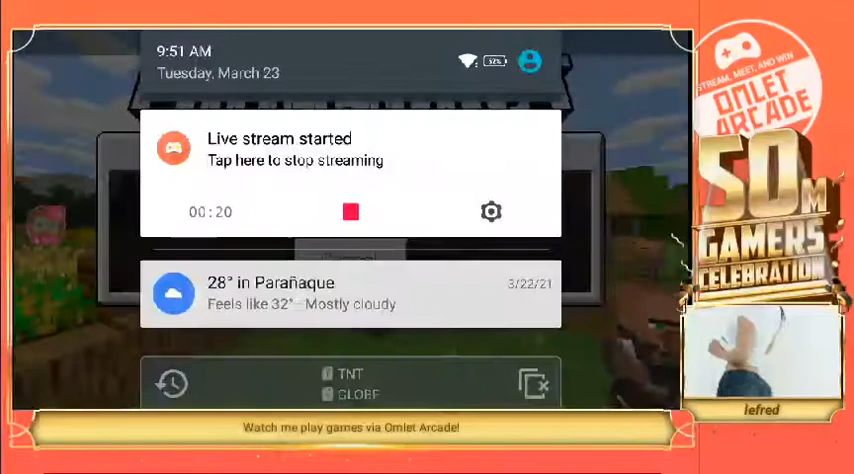 9:51 AM
Tuesday, March 23
32%
Live stream started
Tap here to stop streaming
00:20
28° in Parañaque
3/22/21
Feels like 32° · Mostly cloudy
TNT
GLOBE
STREAM, MEET, AND WIN
OMLET
ARCADE
50M
GAMERS
CELEBRATION
lefred
Watch me play games via Omlet Arcade!